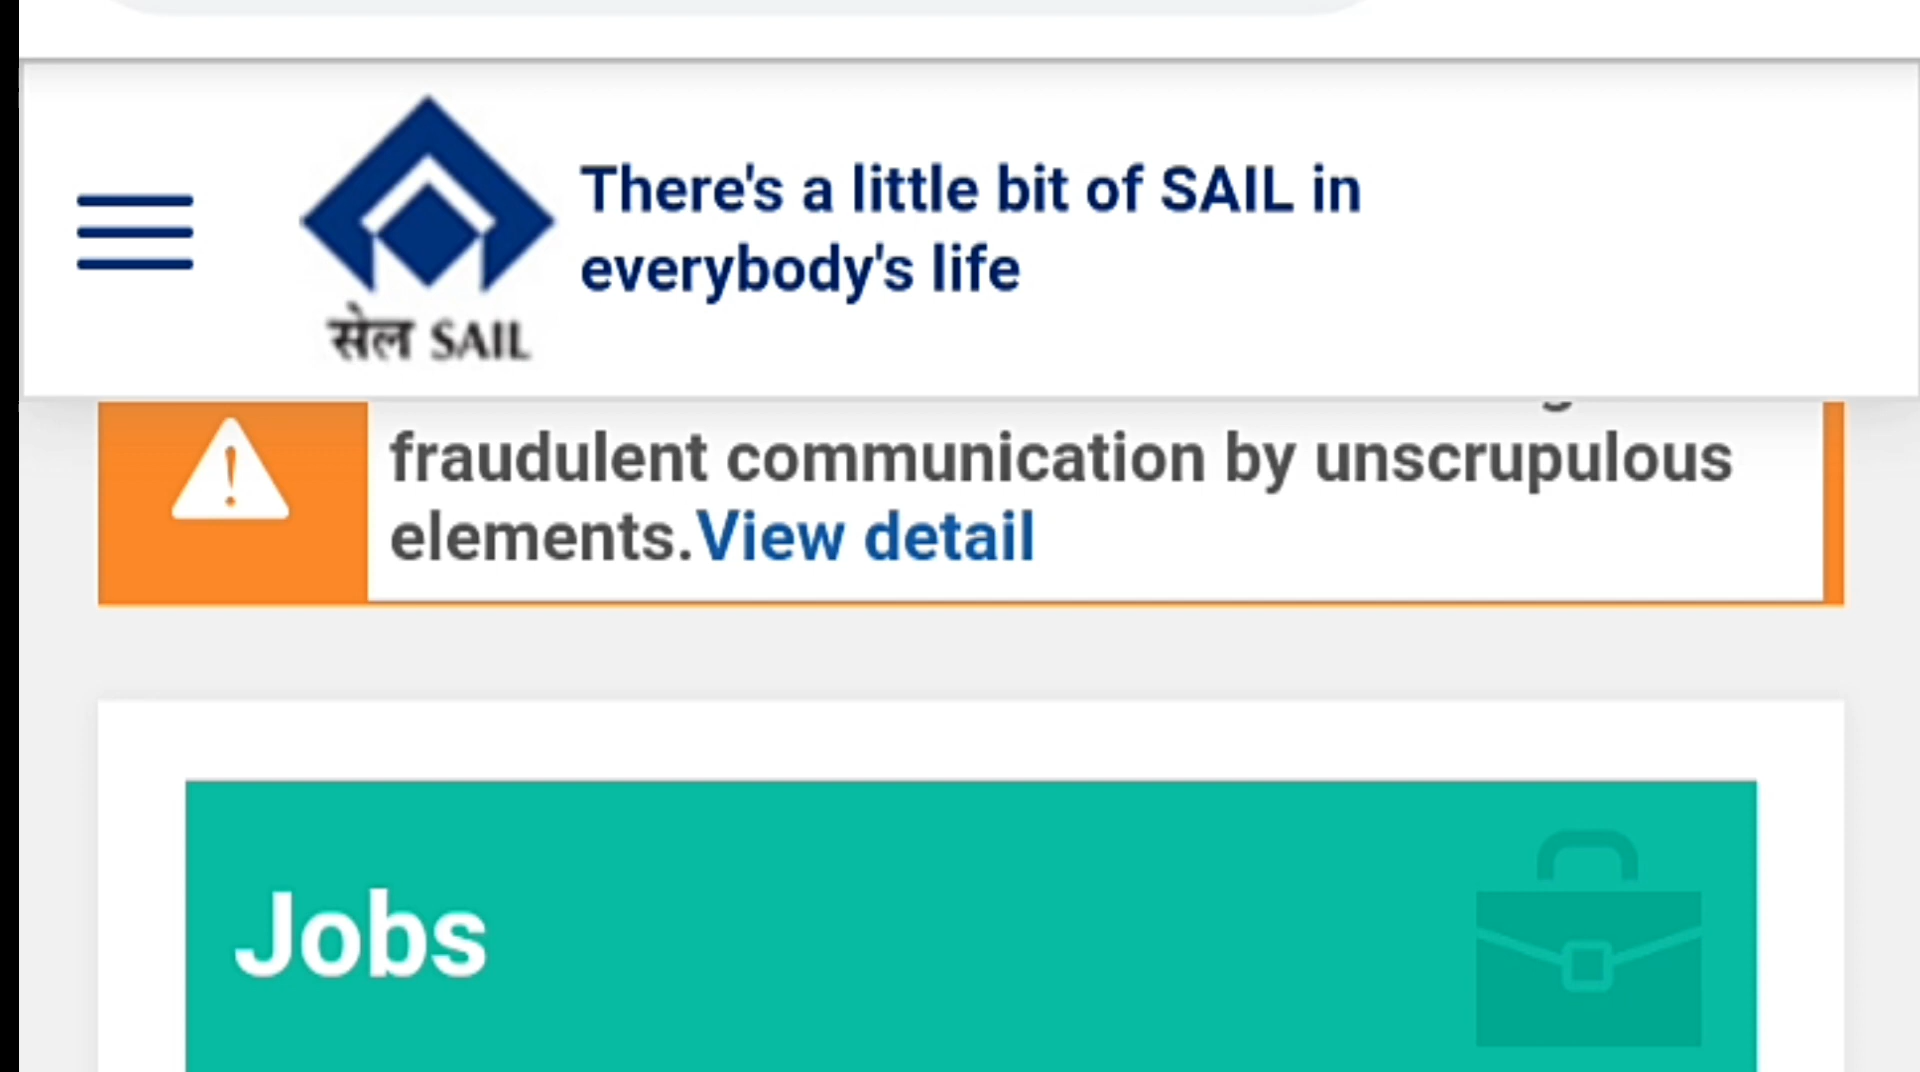 There's a little bit of SAIL in
everybody's life
सेल SAIL
fraudulent communication by unscrupulous
elements.View detail
Jobs